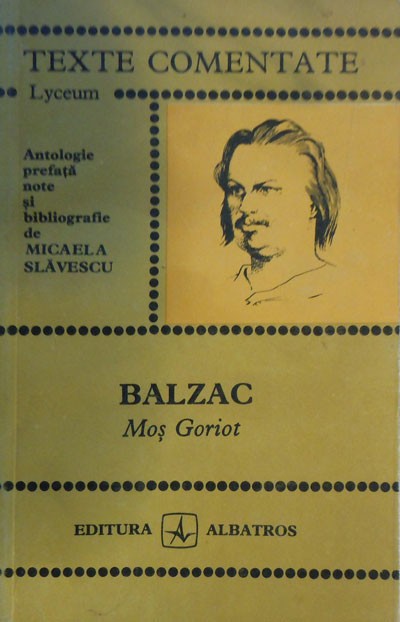 TEXTE COMENTATE
Lyceum
Antologie
prefață
note
și
bibliografie
de
MICAELA
SLĂVESCU
BALZAC
Moș Goriot
EDITURA ALBATROS